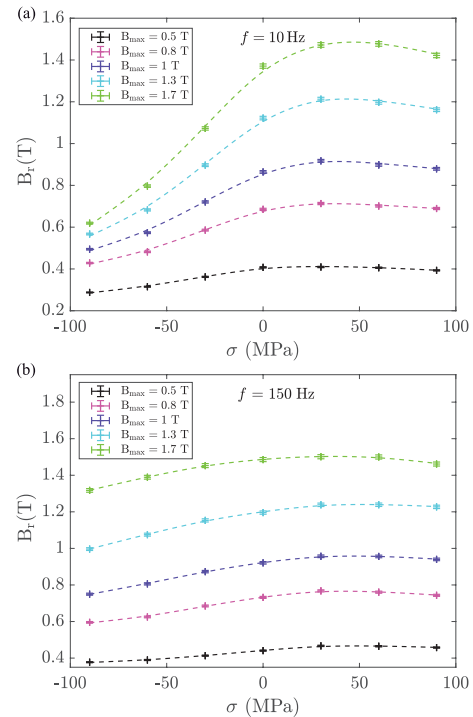 (a)
B_max = 0.5 T
B_max = 0.8 T
B_max = 1 T
B_max = 1.3 T
B_max = 1.7 T
f = 10 Hz
B_r(T)
1.6
1.4
1.2
1
0.8
0.6
0.4
0.2
-100 -50 0 50 100
σ (MPa)
(b)
B_max = 0.5 T
B_max = 0.8 T
B_max = 1 T
B_max = 1.3 T
B_max = 1.7 T
f = 150 Hz
B_r(T)
1.8
1.6
1.4
1.2
1
0.8
0.6
0.4
-100 -50 0 50 100
σ (MPa)